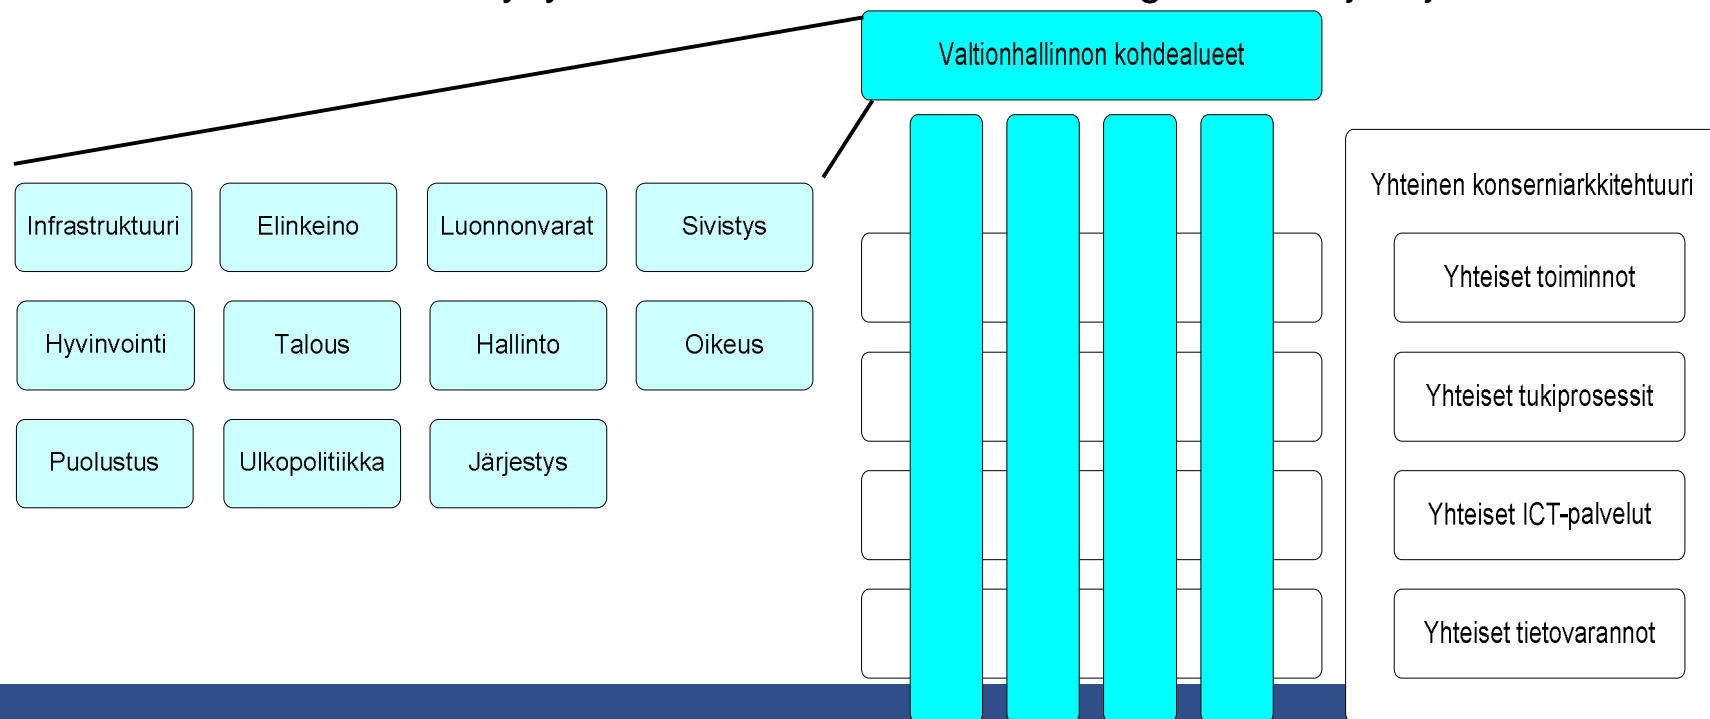 Valtionhallinnon kohdealueet
Infrastruktuuri
Elinkeino
Luonnonvarat
Sivistys
Hyvinvointi
Talous
Hallinto
Oikeus
Puolustus
Ulkopolitiikka
Järjestys
Yhteinen konserniarkkitehtuuri
Yhteiset toiminnot
Yhteiset tukiprosessit
Yhteiset ICT-palvelut
Yhteiset tietovarannot